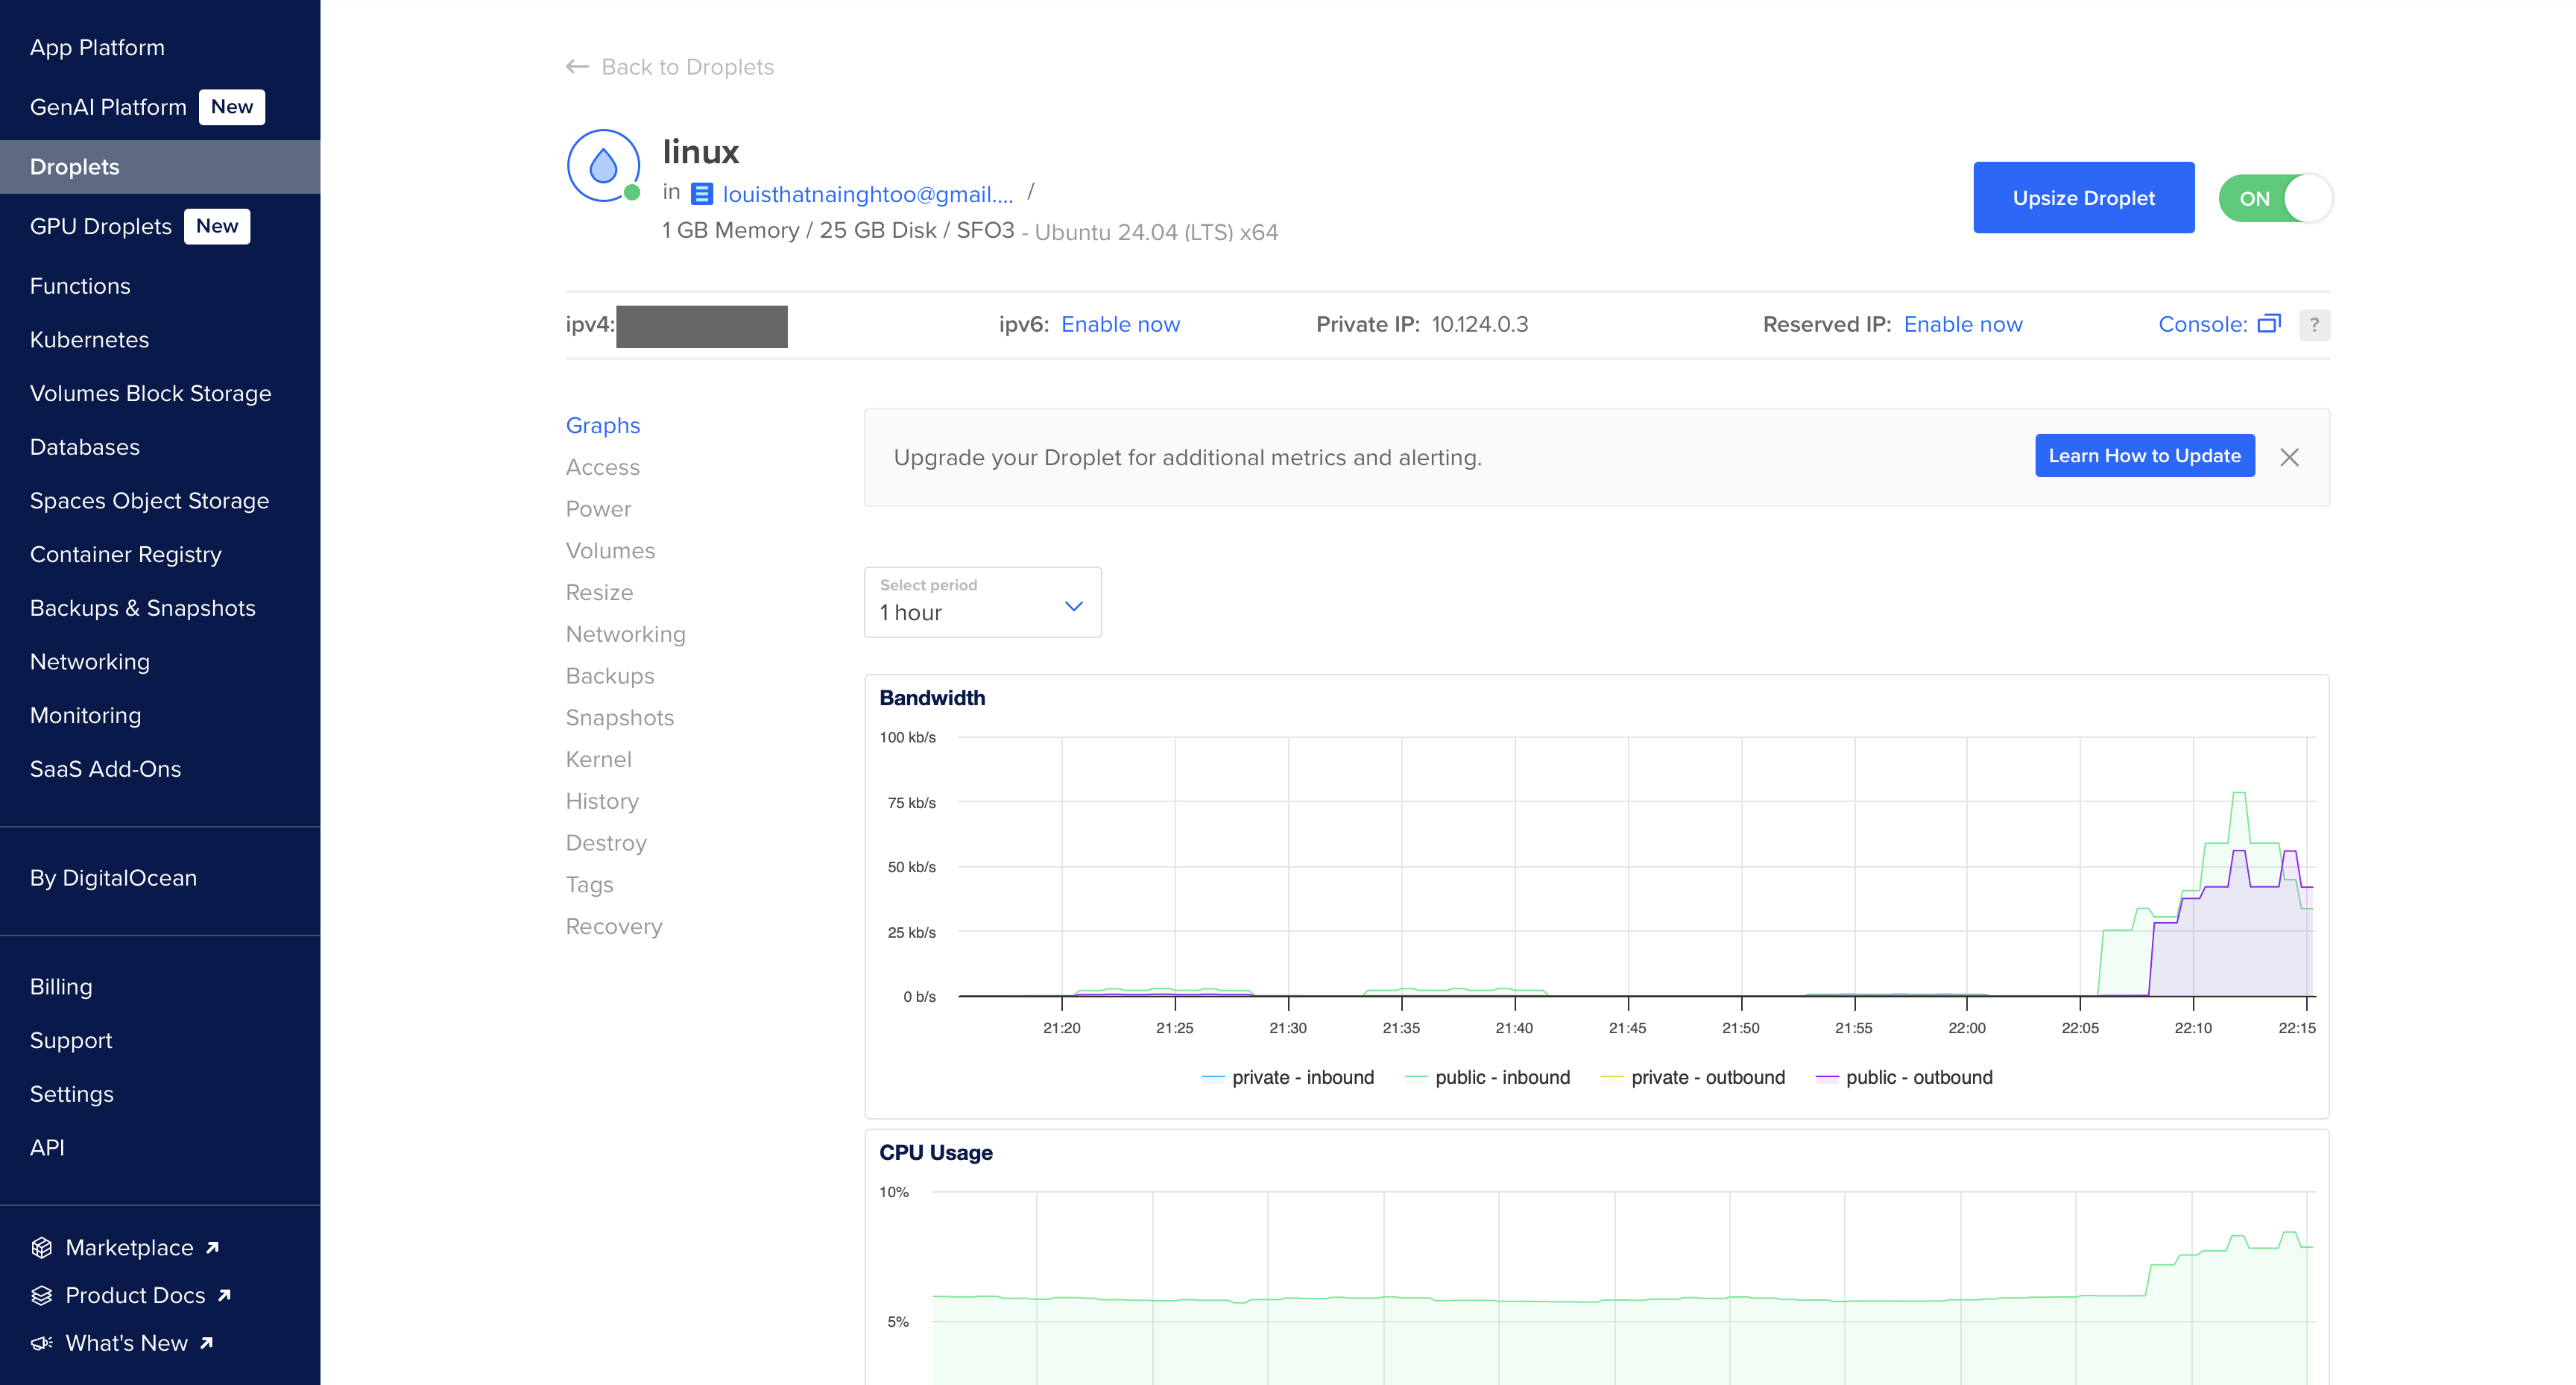 App Platform
GenAI Platform New
Droplets
GPU Droplets New
Functions
Kubernetes
Volumes Block Storage
Databases
Spaces Object Storage
Container Registry
Backups & Snapshots
Networking
Monitoring
SaaS Add-Ons
By DigitalOcean
Billing
Support
Settings
API
Marketplace
Product Docs
What's New
Back to Droplets
linux
in louisthatnainghtoo@gmail.... /
1 GB Memory / 25 GB Disk / SFO3 - Ubuntu 24.04 (LTS) x64
Upsize Droplet
ON
ipv4:
ipv6: Enable now
Private IP: 10.124.0.3
Reserved IP: Enable now
Console: ?
Graphs
Access
Power
Volumes
Resize
Networking
Backups
Snapshots
Kernel
History
Destroy
Tags
Recovery
Upgrade your Droplet for additional metrics and alerting.
Learn How to Update
Select period
1 hour
Bandwidth
100 kb/s
75 kb/s
50 kb/s
25 kb/s
0 b/s
21:20 21:25 21:30 21:35 21:40 21:45 21:50 21:55 22:00 22:05 22:10 22:15
private - inbound public - inbound private - outbound public - outbound
CPU Usage
10%
5%